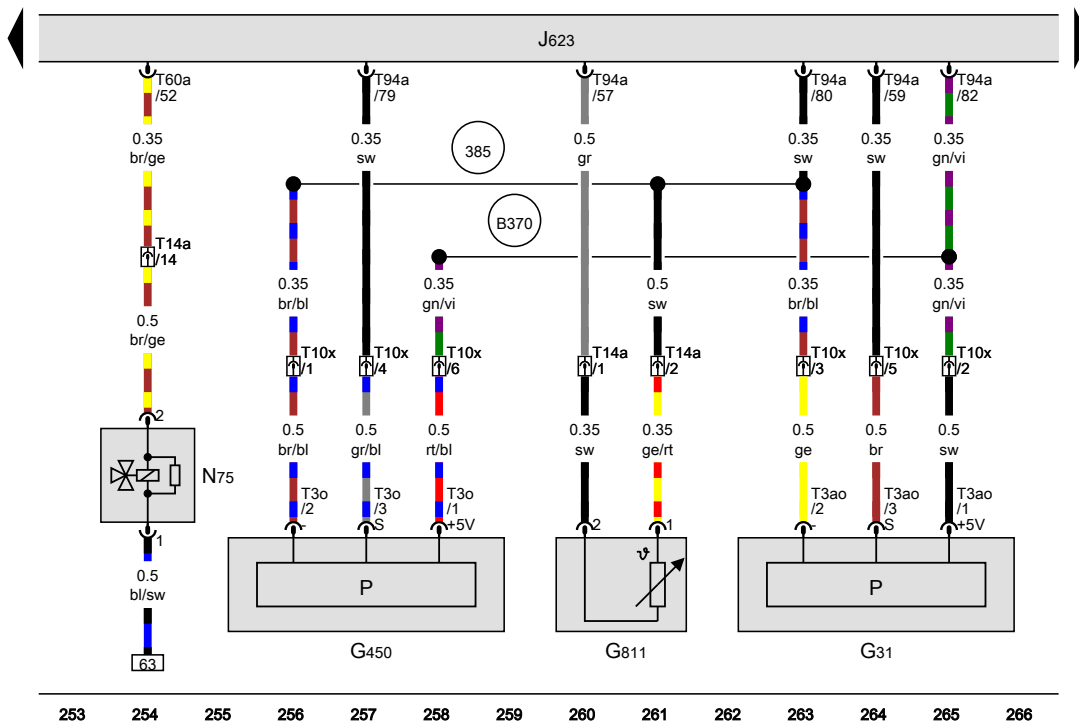 J623
T60a T94a T94a T94a T94a T94a
/52 /79 /57 /80 /59 /82
0.35 0.35 0.5 0.35 0.35 0.35
br/ge sw gr sw sw gn/vi
385
B370
T14a
/14
0.35 0.35 0.5 0.35 0.35
br/bl gn/vi sw br/bl gn/vi
0.5
br/ge
T10x T10x T10x T14a T14a T10x T10x T10x
/1 /4 /6 /1 /2 /3 /5 /2
2
0.5 0.5 0.5 0.35 0.35 0.5 0.5 0.5
br/bl gr/bl rt/bl sw ge/rt ge br sw
N75
T3o T3o T3o T3ao T3ao T3ao
/2 /3 /1 /2 /3 /1
- S +5V 2 1 - S +5V
1
ϑ
0.5
bl/sw
P P
63
G450 G811 G31
253 254 255 256 257 258 259 260 261 262 263 264 265 266